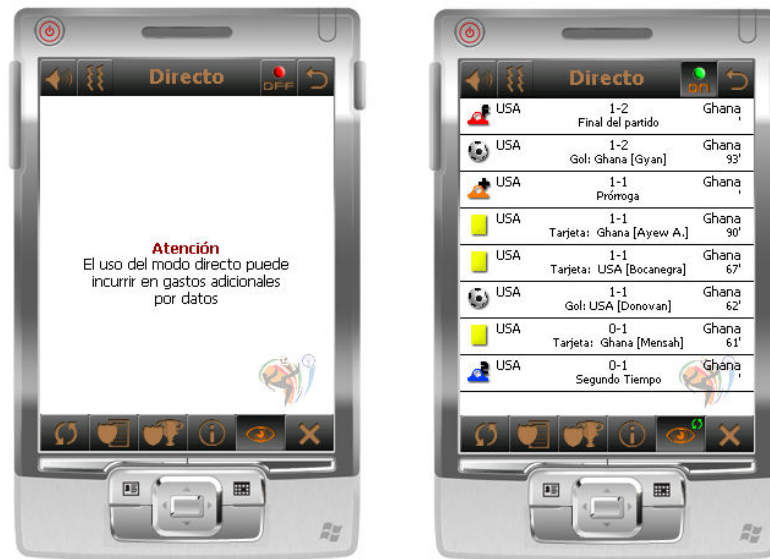 Directo
OFF
Atención
El uso del modo directo puede
incurrir en gastos adicionales
por datos
Directo
on
USA 1-2 Ghana
Final del partido '
USA 1-2 Ghana
Gol: Ghana [Gyan] 93'
USA 1-1 Ghana
Prórroga '
USA 1-1 Ghana
Tarjeta: Ghana [Ayew A.] 90'
USA 1-1 Ghana
Tarjeta: USA [Bocanegra] 67'
USA 1-1 Ghana
Gol: USA [Donovan] 62'
USA 0-1 Ghana
Tarjeta: Ghana [Mensah] 61'
2 USA 0-1 Ghana
Segundo Tiempo '